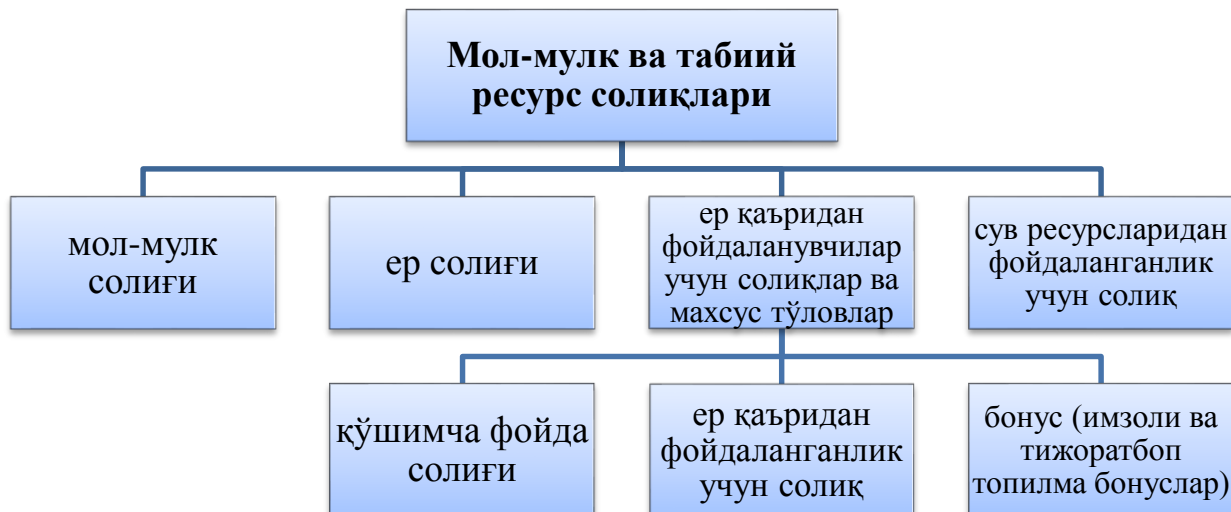 Мол-мулк ва табиий
ресурс солиқлари
мол-мулк
солиғи
ер солиғи
ер қаъридан
фойдаланувчилар
учун солиқлар ва
махсус тўловлар
сув ресурсларидан
фойдаланганлик
учун солиқ
қўшимча фойда
солиғи
ер қаъридан
фойдаланганлик
учун солиқ
бонус (имзоли ва
тижоратбоп
топилма бонуслар)